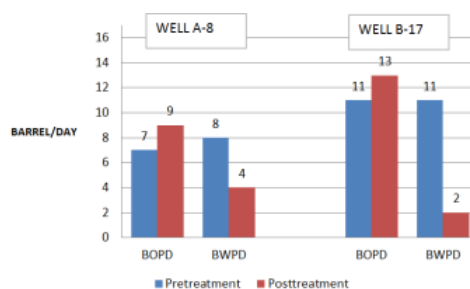 WELL A-8
WELL B-17
16
14
12
10
8
6
4
2
0
BARREL/DAY
7
9
8
4
11
13
11
2
BOPD
BWPD
BOPD
BWPD
Pretreatment
Posttreatment